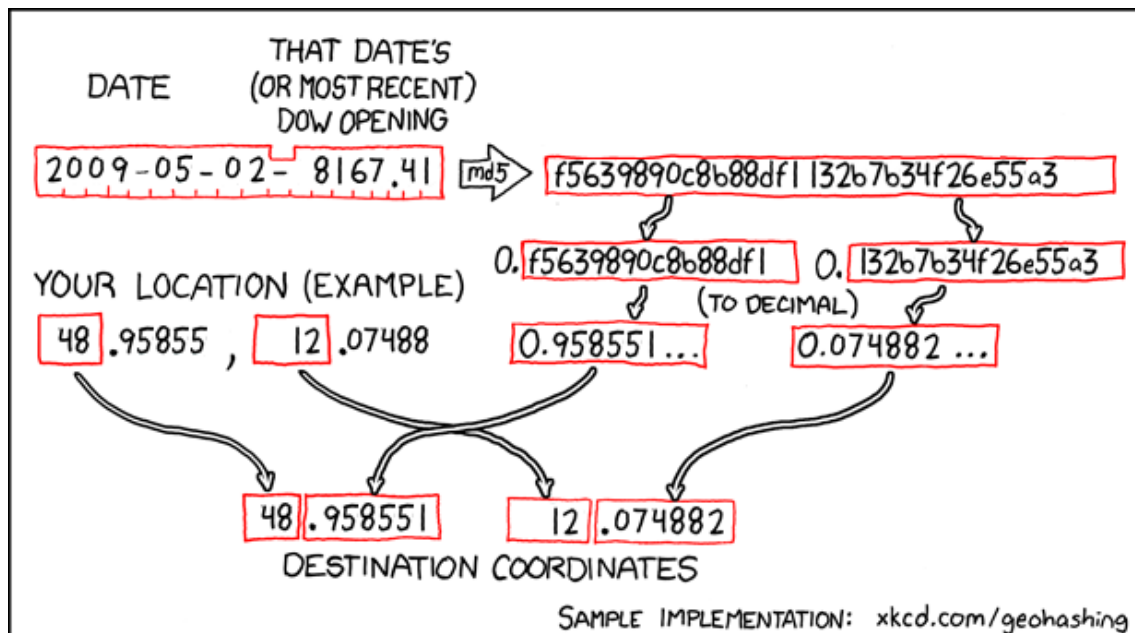 DATE
THAT DATE'S
(OR MOST RECENT)
DOW OPENING
2009-05-02- 8167.41
md5
f5639890c8b88df1132b7b34f26e55a3
0.f5639890c8b88df1
0.132b7b34f26e55a3
(TO DECIMAL)
YOUR LOCATION (EXAMPLE)
48.95855, 12.07488
0.958551...
0.074882...
48.958551
12.074882
DESTINATION COORDINATES
SAMPLE IMPLEMENTATION: xkcd.com/geohashing